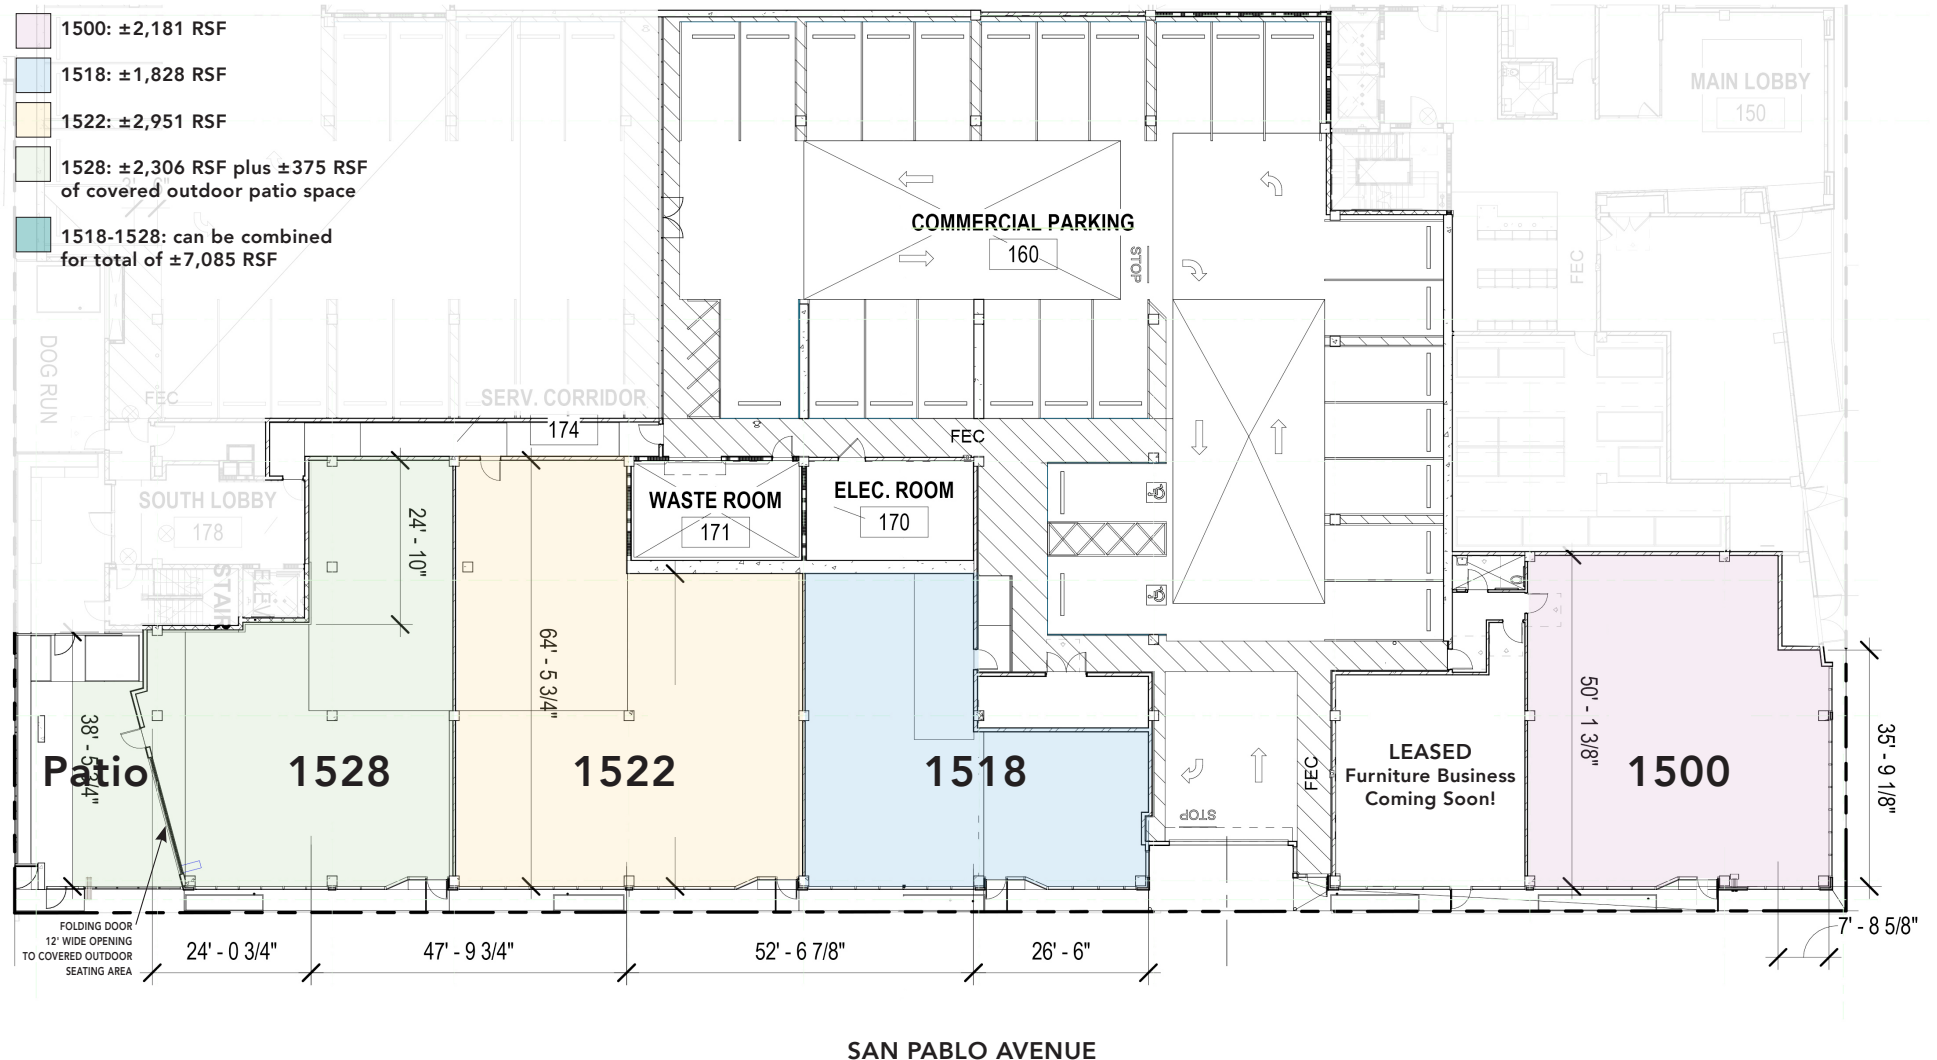 1500: ±2,181 RSF
1518: ±1,828 RSF
1522: ±2,951 RSF
1528: ±2,306 RSF plus ±375 RSF
of covered outdoor patio space
1518-1528: can be combined
for total of ±7,085 RSF
MAIN LOBBY
150
COMMERCIAL PARKING
160
STOP
FEC
DOG RUN
FEC
SERV. CORRIDOR
174
FEC
SOUTH LOBBY
178
STAIR
ELEV
24' - 10"
WASTE ROOM
171
ELEC. ROOM
170
64' - 5 3/4"
50' - 1 3/8"
38' - 5 3/4"
35' - 9 1/8"
Patio
1528
1522
1518
STOP
FEC
LEASED
Furniture Business
Coming Soon!
1500
FOLDING DOOR
12' WIDE OPENING
TO COVERED OUTDOOR
SEATING AREA
24' - 0 3/4"
47' - 9 3/4"
52' - 6 7/8"
26' - 6"
7' - 8 5/8"
SAN PABLO AVENUE